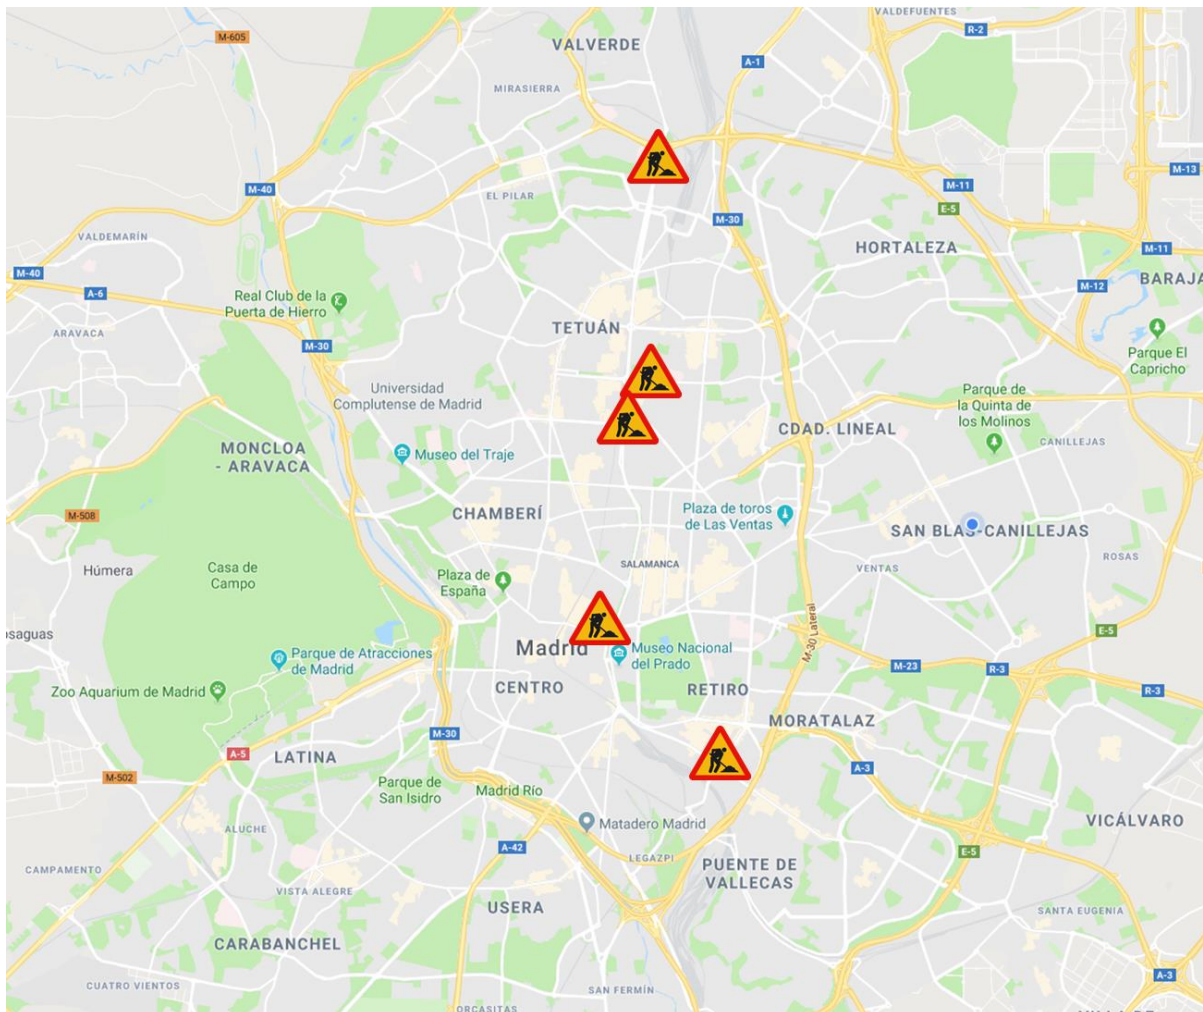 VALDEFUENTES
R-2
M-605
VALVERDE
A-1
MIRASIERRA
M-13
M-40
M-11
EL PILAR
E-5
M-30
VALDEMARÍN
HORTALEZA
M-11
M-40
A-6
M-12
BARAJA
Real Club de la
Puerta de Hierro
TETUÁN
ARAVACA
M-30
Parque El
Capricho
Universidad
Complutense de Madrid
Parque de
la Quinta de
los Molinos
CDAD. LINEAL
CANILLEJAS
MONCLOA
- ARAVACA
Museo del Traje
CHAMBERÍ
Plaza de toros
de Las Ventas
M-508
SAN BLAS-CANILLEJAS
ROSAS
Húmera
Casa de
Campo
Plaza de
España
SALAMANCA
VENTAS
osaguas
M-30 Lateral
E-5
Madrid
Museo Nacional
del Prado
Parque de Atracciones
de Madrid
M-23
R-3
Zoo Aquarium de Madrid
CENTRO
RETIRO
R-3
MORATALAZ
M-30
A-5
LATINA
A-3
M-502
Parque de
San Isidro
Madrid Río
Matadero Madrid
VICÁLVARO
ALUCHE
A-42
E-5
LEGAZPI
CAMPAMENTO
PUENTE DE
VALLECAS
VISTA ALEGRE
USERA
SANTA EUGENIA
CARABANCHEL
A-3
CUATRO VIENTOS
SAN FERMÍN
ORCASITAS